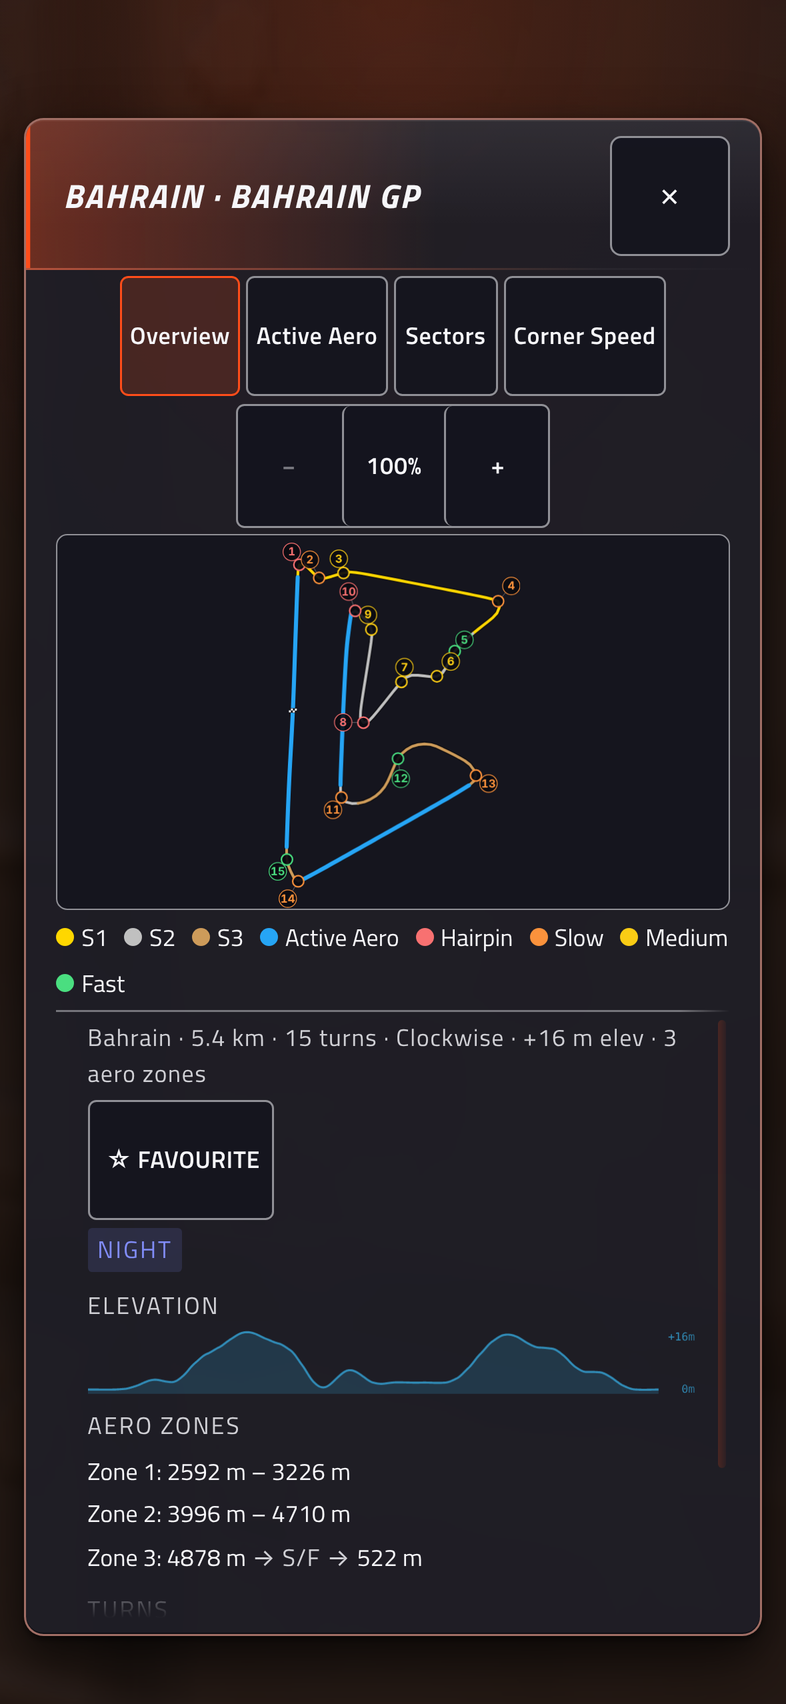 BAHRAIN · BAHRAIN GP
×
Overview
Active Aero
Sectors
Corner Speed
−
100%
+
1
2
3
4
10
9
5
6
7
8
12
13
11
15
14
S1 S2 S3 Active Aero Hairpin Slow Medium
Fast
Bahrain · 5.4 km · 15 turns · Clockwise · +16 m elev · 3
aero zones
☆ FAVOURITE
NIGHT
ELEVATION
+16m
0m
AERO ZONES
Zone 1: 2592 m – 3226 m
Zone 2: 3996 m – 4710 m
Zone 3: 4878 m → S/F → 522 m
TURNS